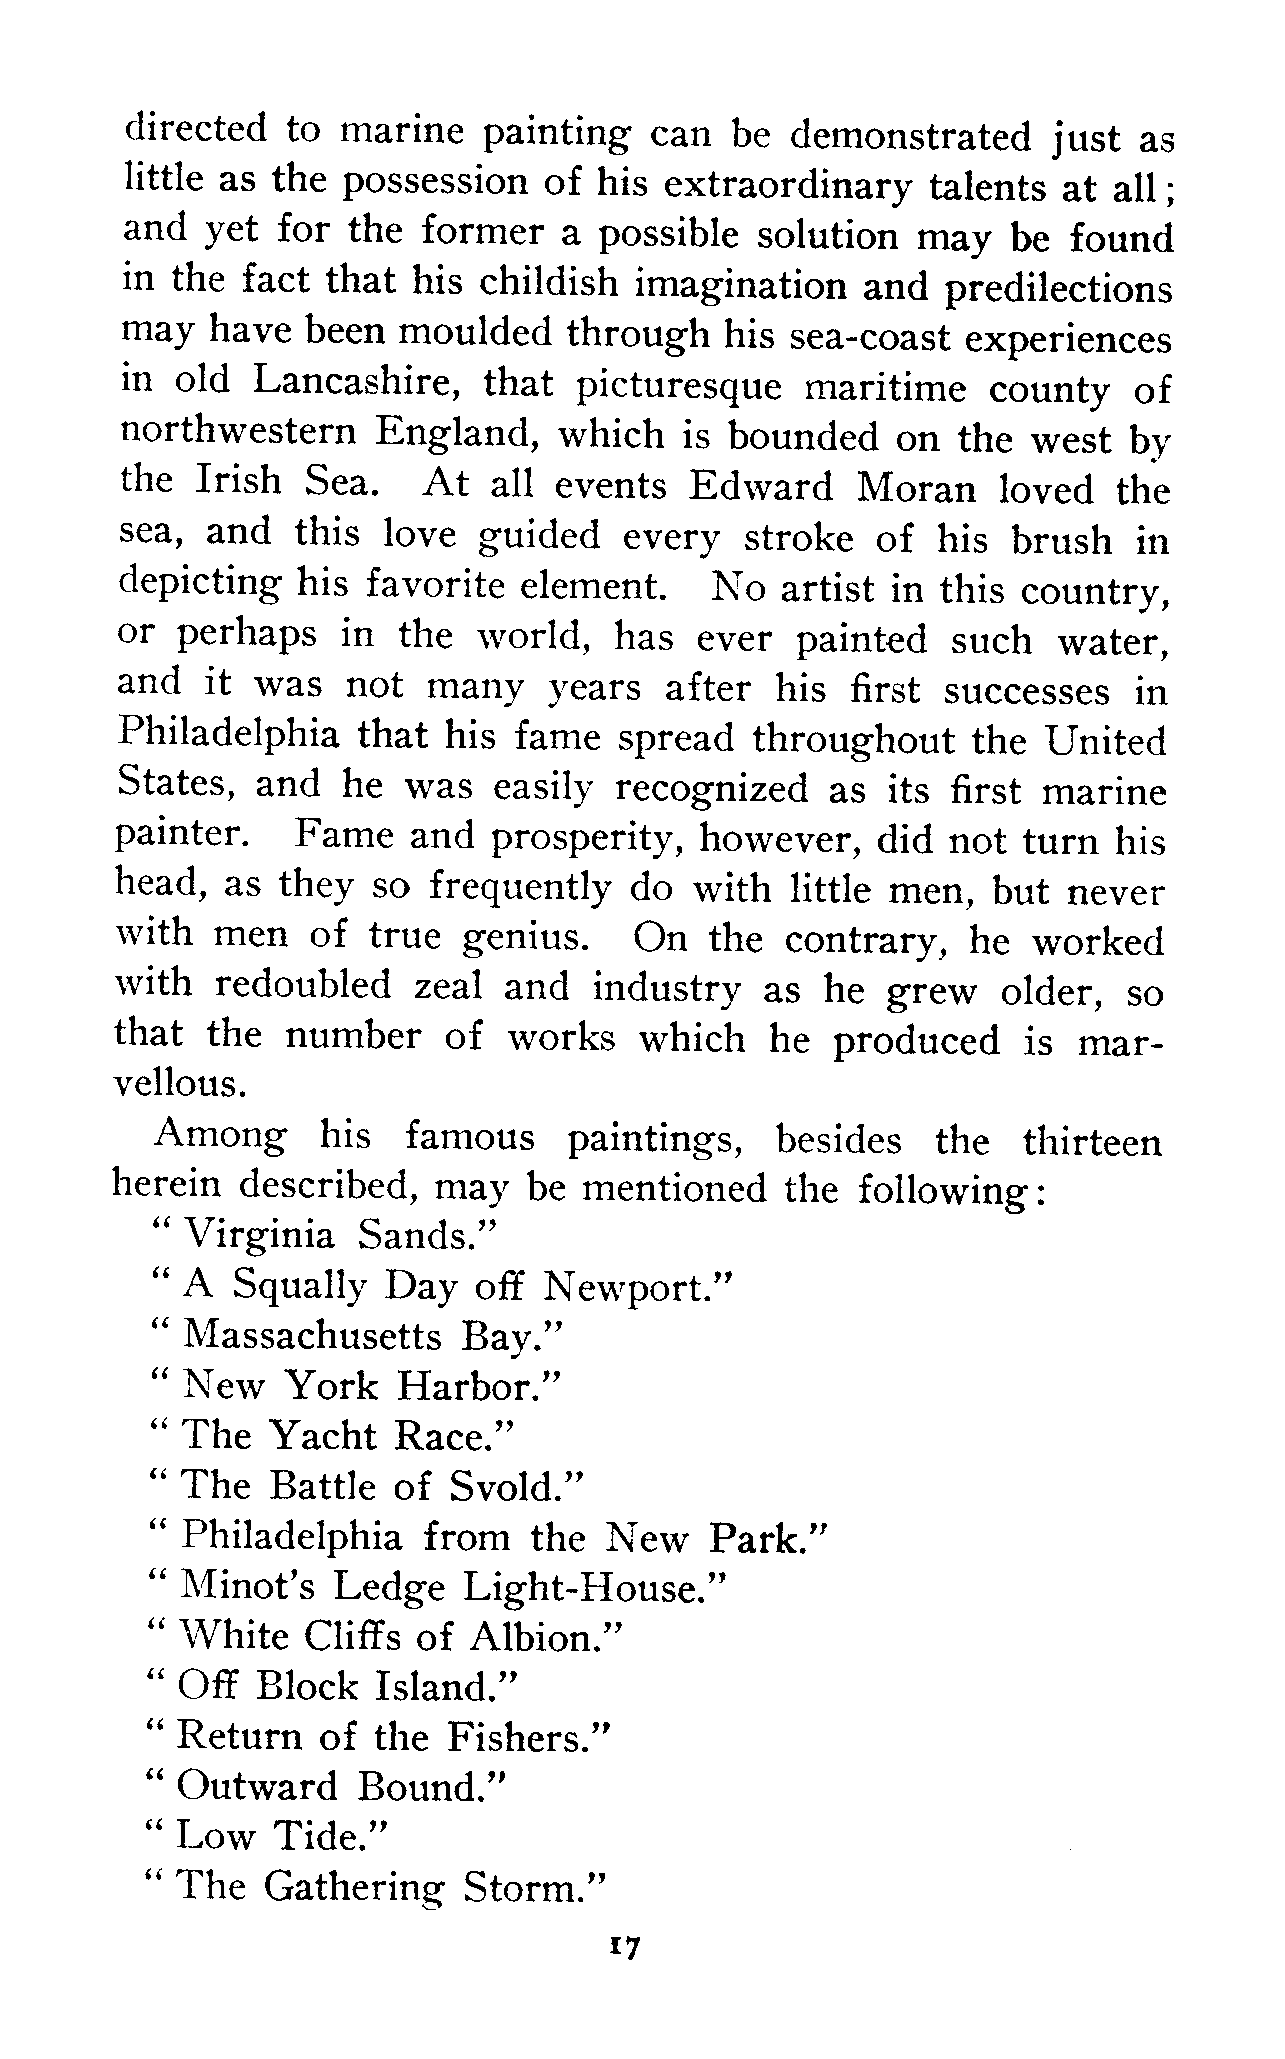 directed to marine painting can be demonstrated just as
little as the possession of his extraordinary talents at all;
and yet for the former a possible solution may be found
in the fact that his childish imagination and predilections
may have been moulded through his sea-coast experiences
in old Lancashire, that picturesque maritime county of
northwestern England, which is bounded on the west by
the Irish Sea. At all events Edward Moran loved the
sea, and this love guided every stroke of his brush in
depicting his favorite element. No artist in this country,
or perhaps in the world, has ever painted such water,
and it was not many years after his first successes in
Philadelphia that his fame spread throughout the United
States, and he was easily recognized as its first marine
painter. Fame and prosperity, however, did not turn his
head, as they so frequently do with little men, but never
with men of true genius. On the contrary, he worked
with redoubled zeal and industry as he grew older, so
that the number of works which he produced is mar-
vellous.
Among his famous paintings, besides the thirteen
herein described, may be mentioned the following:
"Virginia Sands."
"A Squally Day off Newport."
"Massachusetts Bay."
"New York Harbor."
"The Yacht Race."
"The Battle of Svold."
"Philadelphia from the New Park."
"Minot's Ledge Light-House."
"White Cliffs of Albion."
"Off Block Island."
"Return of the Fishers."
"Outward Bound."
"Low Tide."
"The Gathering Storm."
17